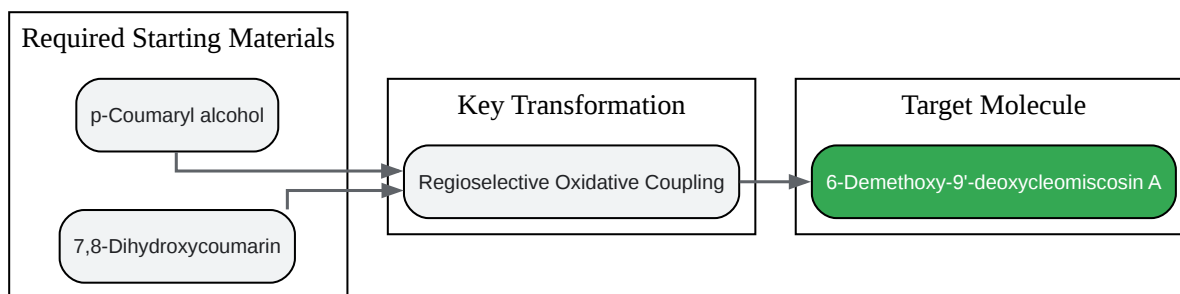 Required Starting Materials
p-Coumaryl alcohol
7,8-Dihydroxycoumarin
Key Transformation
Regioselective Oxidative Coupling
Target Molecule
6-Demethoxy-9'-deoxycleomiscosin A